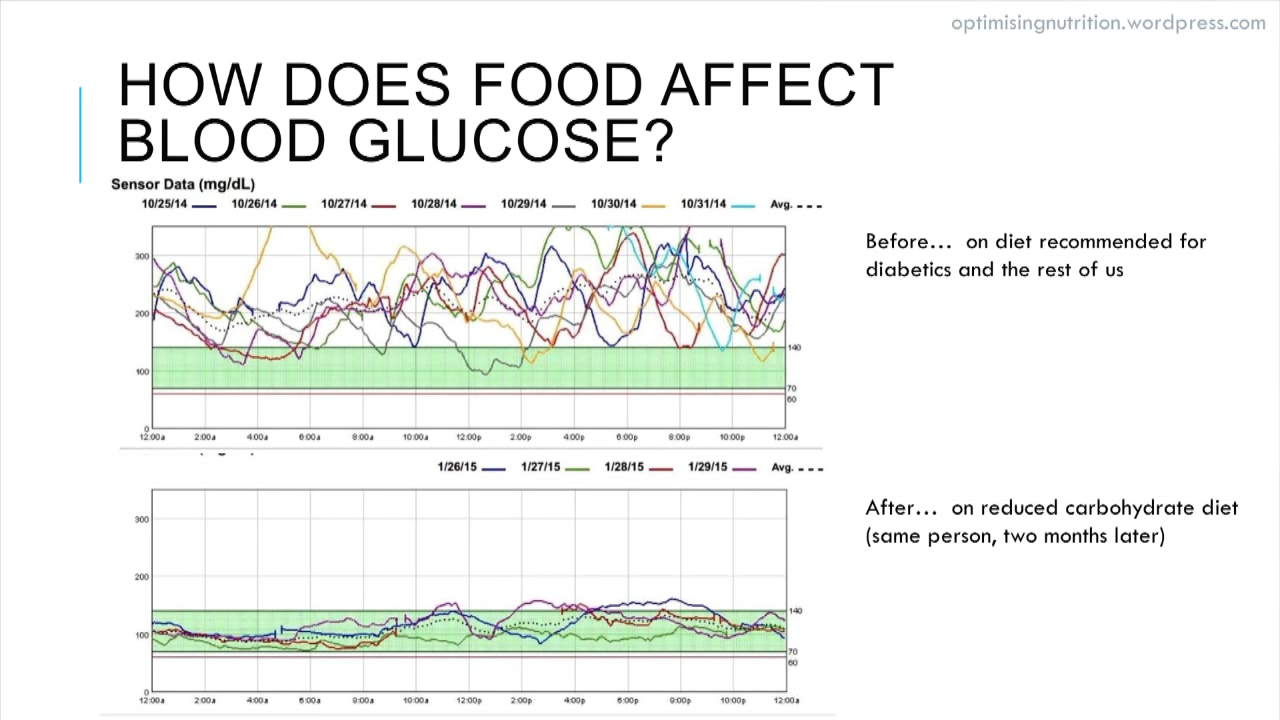 optimisingnutrition.wordpress.com
HOW DOES FOOD AFFECT
BLOOD GLUCOSE?
Sensor Data (mg/dL)
10/25/14 10/26/14 10/27/14 10/28/14 10/29/14 10/30/14 10/31/14 Avg.
300
200
140
100
70
60
0
12:00a 2:00a 4:00a 6:00a 8:00a 10:00a 12:00p 2:00p 4:00p 6:00p 8:00p 10:00p 12:00a
Before... on diet recommended for
diabetics and the rest of us
1/26/15 1/27/15 1/28/15 1/29/15 Avg.
300
200
140
100
70
60
0
12:00a 2:00a 4:00a 6:00a 8:00a 10:00a 12:00p 2:00p 4:00p 6:00p 8:00p 10:00p 12:00a
After... on reduced carbohydrate diet
(same person, two months later)